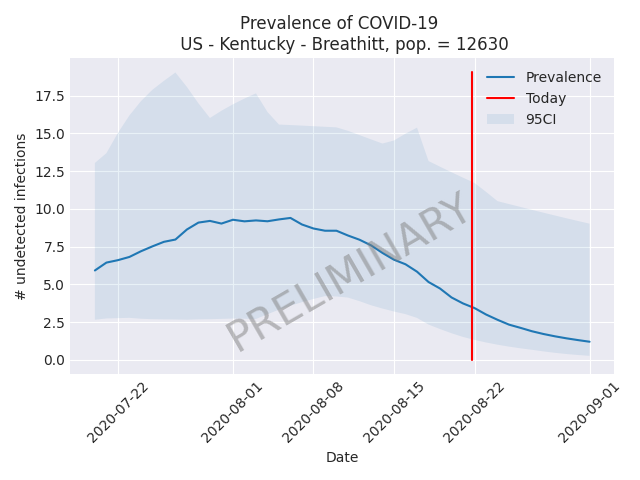 Prevalence of COVID-19
US - Kentucky - Breathitt, pop. = 12630
Prevalence
Today
95CI
17.5
15.0
12.5
10.0
7.5
5.0
2.5
0.0
# undetected infections
PRELIMINARY
2020-07-22
2020-08-01
2020-08-08
2020-08-15
2020-08-22
2020-09-01
Date